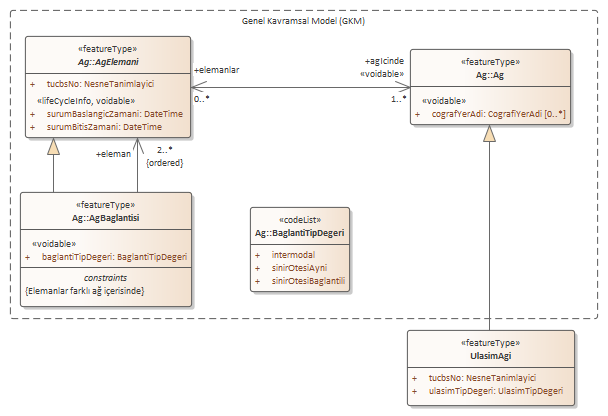 Genel Kavramsal Model (GKM)
«featureType»
Ag::AgElemani
+ tucbsNo: NesneTanimlayici
«lifeCycleInfo, voidable»
+ surumBaslangicZamani: DateTime
+ surumBitisZamani: DateTime
+elemanlar
0..*
+agIcinde
«voidable»
1..*
«featureType»
Ag::Ag
«voidable»
+ cografYerAdi: CografiYerAdi [0..*]
+eleman
2..*
{ordered}
«featureType»
Ag::AgBaglantisi
«voidable»
+ baglantiTipDegeri: BaglantiTipDegeri
constraints
{Elemanlar farklı ağ içerisinde}
«codeList»
Ag::BaglantiTipDegeri
+ intermodal
+ sinirOtesiAyni
+ sinirOtesiBaglantili
«featureType»
UlasimAgi
+ tucbsNo: NesneTanimlayici
+ ulasimTipDegeri: UlasimTipDegeri